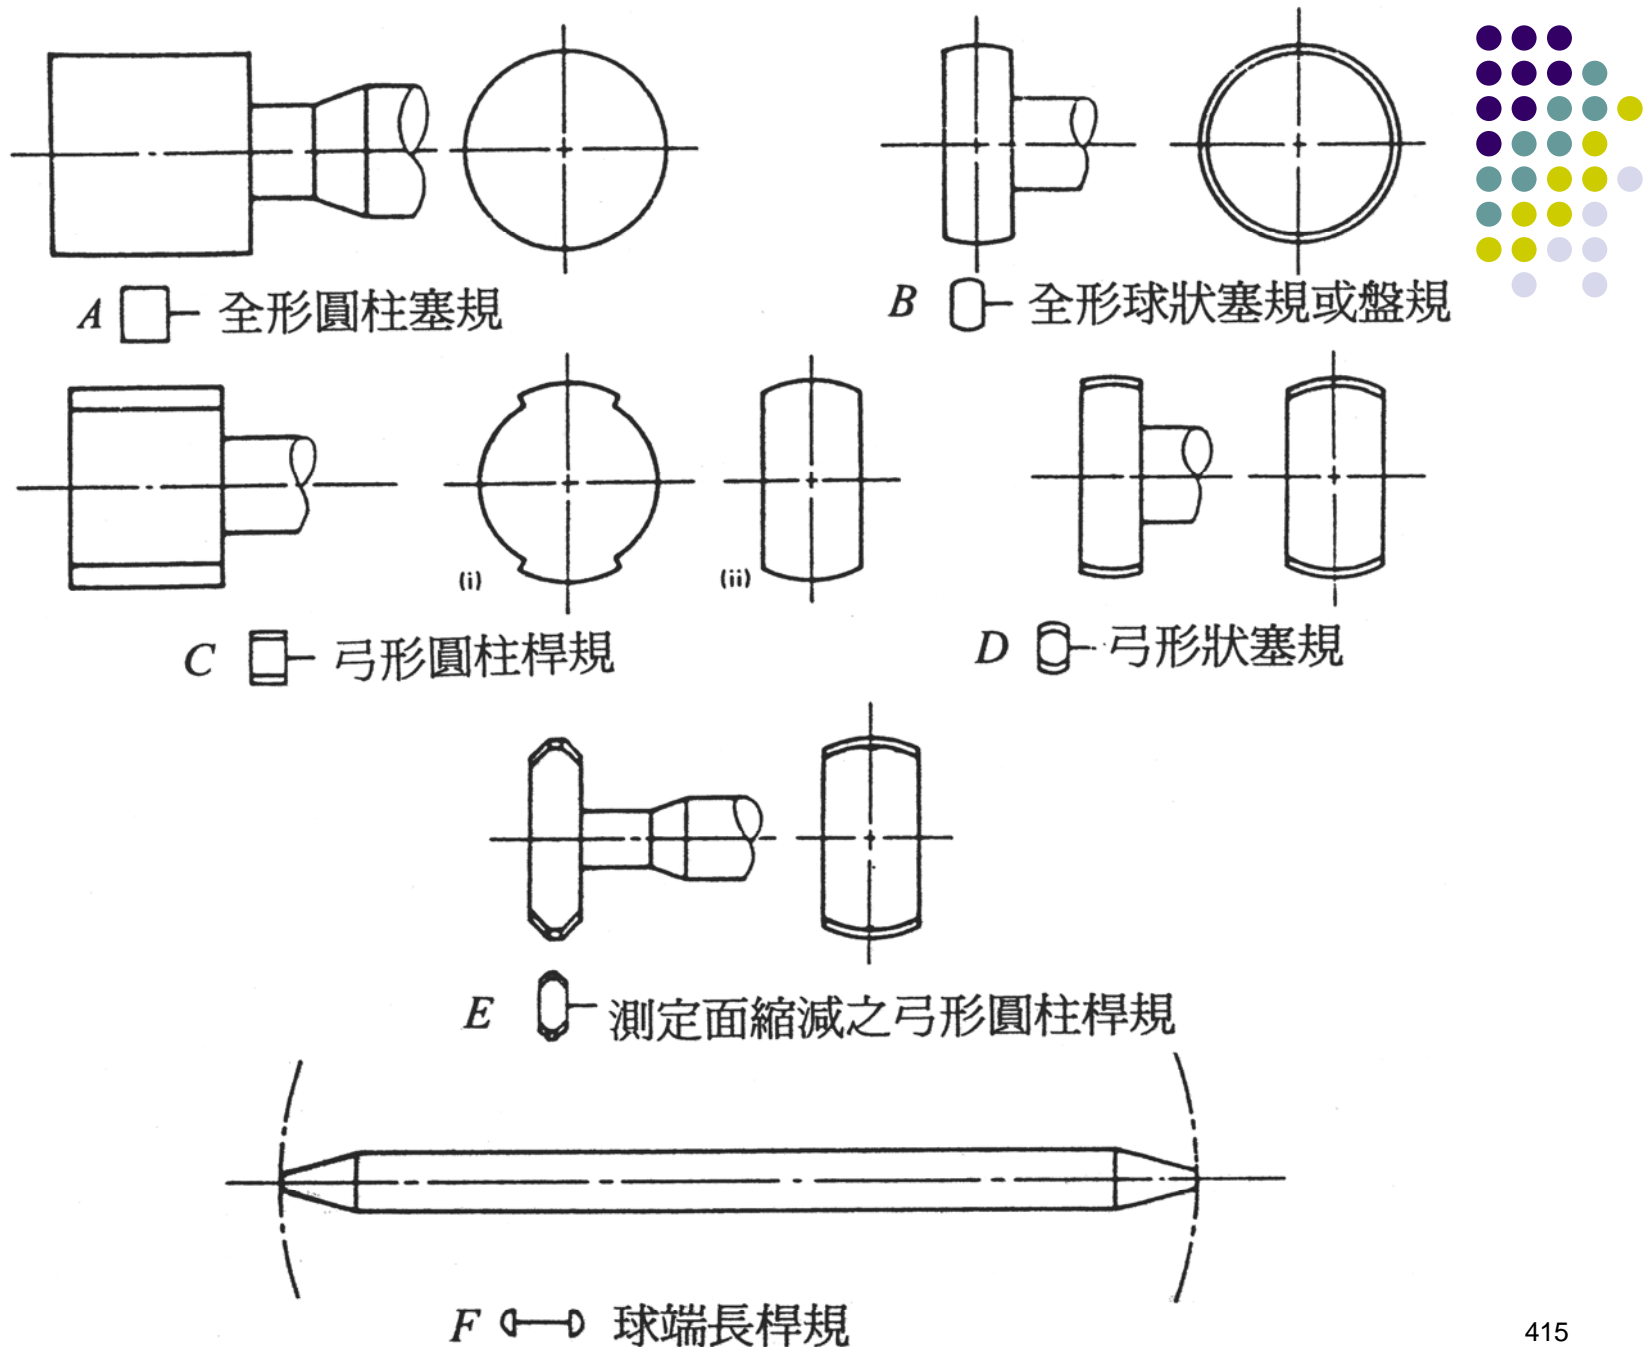 A 全形圓柱塞規
B 全形球狀塞規或盤規
(i)
(ii)
C 弓形圓柱桿規
D 弓形狀塞規
E 測定面縮減之弓形圓柱桿規
F 球端長桿規
415